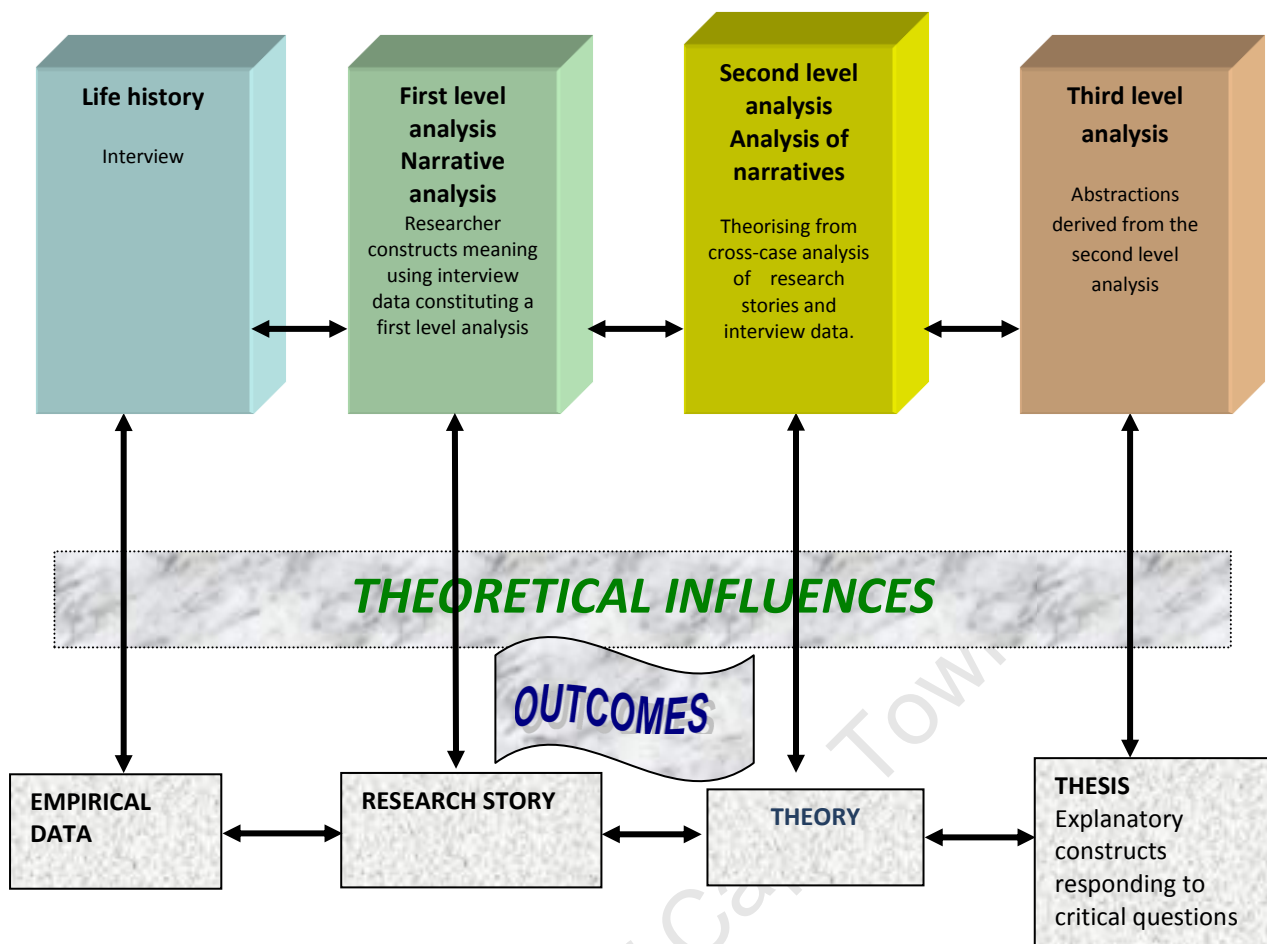 Life history
Interview
First level
analysis
Narrative
analysis
Researcher
constructs meaning
using interview
data constituting a
first level analysis
Second level
analysis
Analysis of
narratives
Theorising from
cross-case analysis
of research
stories and
interview data.
Third level
analysis
Abstractions
derived from the
second level
analysis
THEORETICAL INFLUENCES
OUTCOMES
EMPIRICAL
DATA
RESEARCH STORY
THEORY
THESIS
Explanatory
constructs
responding to
critical questions